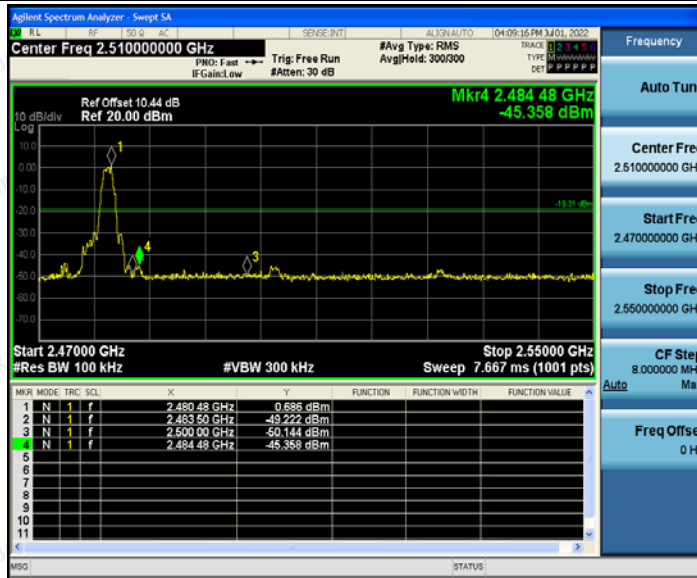 Agilent Spectrum Analyzer - Swept SA
RL RF 50 Ω AC SENSE:INT ALIGN AUTO 04:09:16 PM Jul 01, 2022
Center Freq 2.510000000 GHz
PNO: Fast Trig: Free Run #Avg Type: RMS TRACE 1 2 3 4 5 6
IFGain:Low #Atten: 30 dB Avg|Hold: 300/300 TYPE M
DET P P P P P P
Mkr4 2.484 48 GHz
-45.358 dBm
Ref Offset 10.44 dB
10 dB/div Ref 20.00 dBm
Log
10.0
0.00
-10.0
-20.0
-30.0
-40.0
-50.0
-60.0
-70.0
1
4
3
-19.31 dBm
Start 2.47000 GHz Stop 2.55000 GHz
#Res BW 100 kHz #VBW 300 kHz Sweep 7.667 ms (1001 pts)
MKR MODE TRC SCL X Y FUNCTION FUNCTION WIDTH FUNCTION VALUE
1 N 1 f 2.480 48 GHz 0.686 dBm
2 N 1 f 2.483 50 GHz -49.222 dBm
3 N 1 f 2.500 00 GHz -50.144 dBm
4 N 1 f 2.484 48 GHz -45.358 dBm
5
6
7
8
9
10
11
MSG STATUS
Frequency
Auto Tun
Center Fre
2.510000000 GH
Start Fre
2.470000000 GH
Stop Fre
2.550000000 GH
CF Ste
8.000000 MH
Auto Ma
Freq Offse
0 H